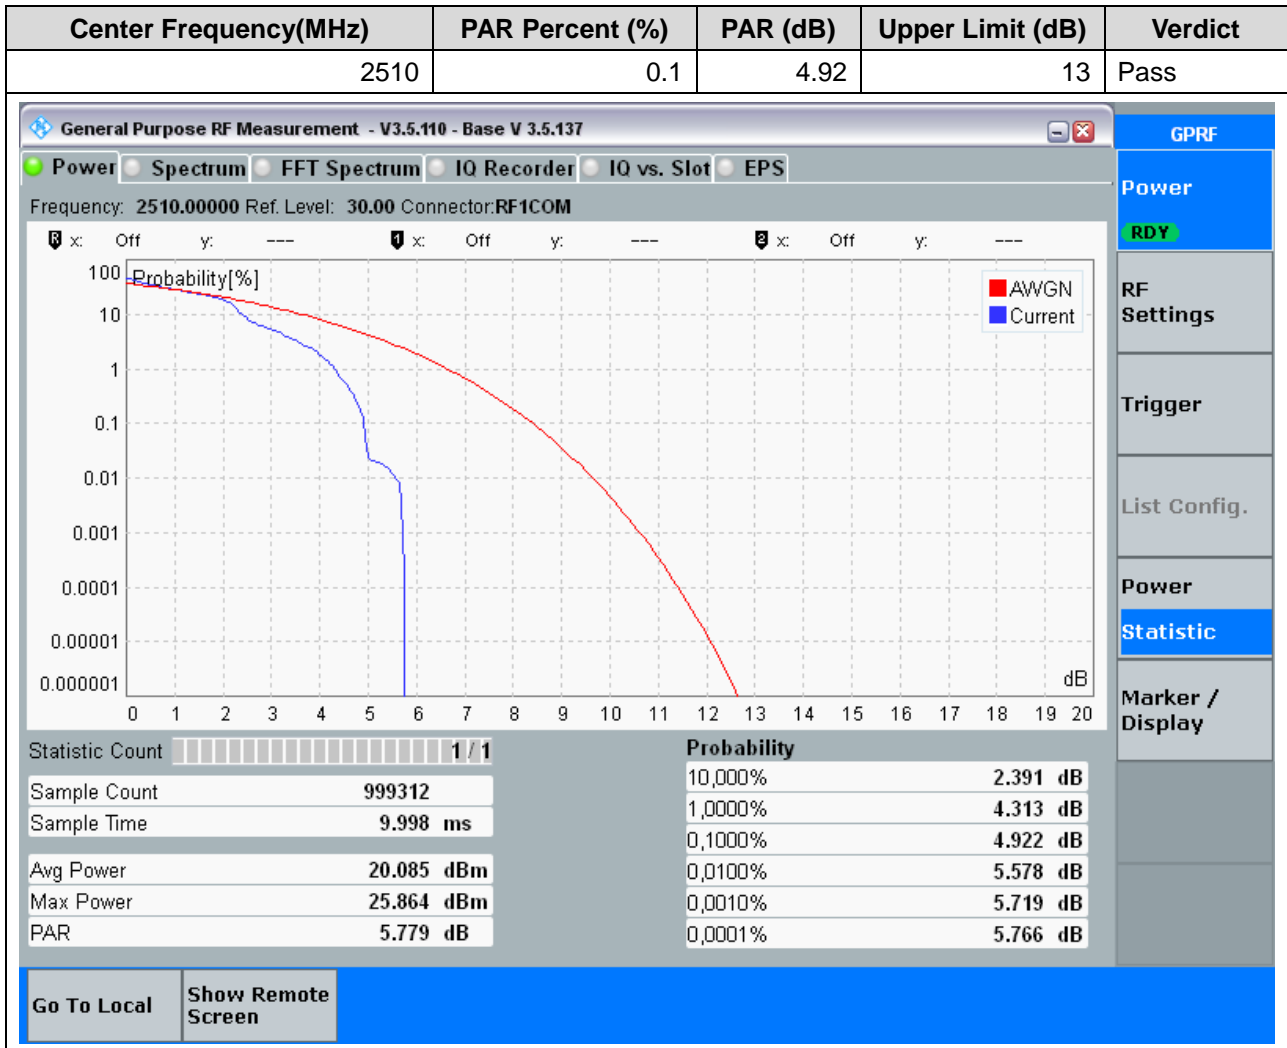 Center Frequency(MHz) PAR Percent (%) PAR (dB) Upper Limit (dB) Verdict
2510 0.1 4.92 13 Pass
General Purpose RF Measurement - V3.5.110 - Base V 3.5.137
GPRF
Power Spectrum FFT Spectrum IQ Recorder IQ vs. Slot EPS
Frequency: 2510.00000 Ref. Level: 30.00 Connector:RF1COM
R x: Off y: --- 1 x: Off y: --- 2 x: Off y: ---
Probability[%]
100
10
1
0.1
0.01
0.001
0.0001
0.00001
0.000001
AWGN
Current
dB
0 1 2 3 4 5 6 7 8 9 10 11 12 13 14 15 16 17 18 19 20
Statistic Count 1 / 1
Sample Count 999312
Sample Time 9.998 ms
Avg Power 20.085 dBm
Max Power 25.864 dBm
PAR 5.779 dB
Probability
10,000% 2.391 dB
1,0000% 4.313 dB
0,1000% 4.922 dB
0,0100% 5.578 dB
0,0010% 5.719 dB
0,0001% 5.766 dB
Power
RDY
RF
Settings
Trigger
List Config.
Power
Statistic
Marker /
Display
Go To Local
Show Remote
Screen